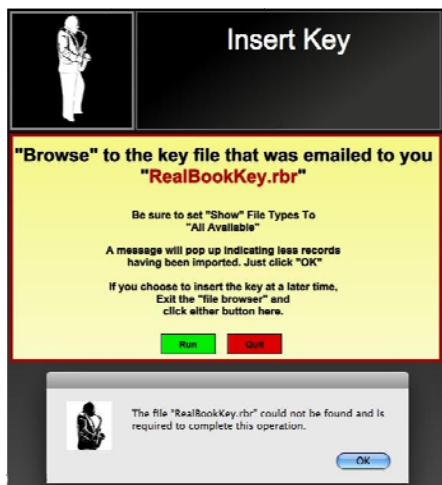 Insert Key
"Browse" to the key file that was emailed to you
"RealBookKey.rbr"
Be sure to set "Show" File Types To
"All Available"
A message will pop up indicating less records
having been imported. Just click "OK"
If you choose to insert the key at a later time,
Exit the "file browser" and
click either button here.
Run Quit
The file "RealBookKey.rbr" could not be found and is
required to complete this operation.
OK